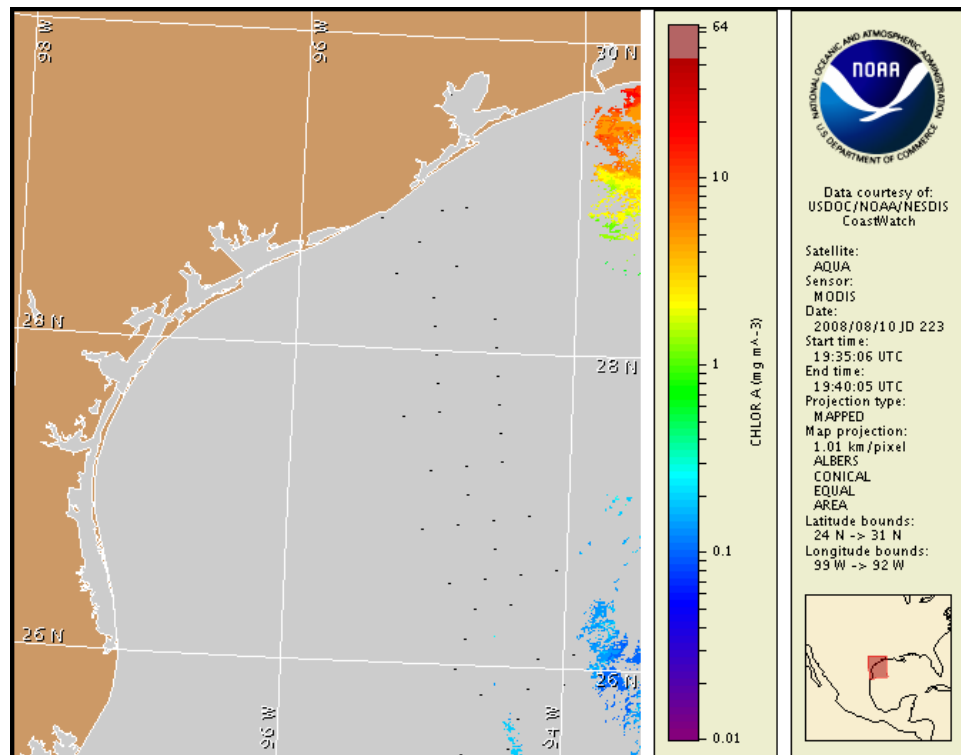 98 W
96 W
30 N
28 N
28 N
26 N
26 N
96 W
94 W
64
10
1
0.1
0.01
CHLOR A (mg m^-3)
NATIONAL OCEANIC AND ATMOSPHERIC ADMINISTRATION
NOAA
U.S. DEPARTMENT OF COMMERCE
Data courtesy of:
USDOC/NOAA/NESDIS
CoastWatch
Satellite:
AQUA
Sensor:
MODIS
Date:
2008/08/10 JD 223
Start time:
19:35:06 UTC
End time:
19:40:05 UTC
Projection type:
MAPPED
Map projection:
1.01 km/pixel
ALBERS
CONICAL
EQUAL
AREA
Latitude bounds:
24 N -> 31 N
Longitude bounds:
99 W -> 92 W